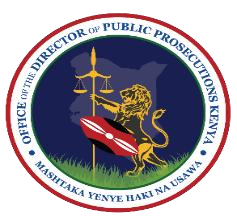 OFFICE OF THE DIRECTOR OF PUBLIC PROSECUTIONS KENYA
MASHTAKA YENYE HAKI NA USAWA